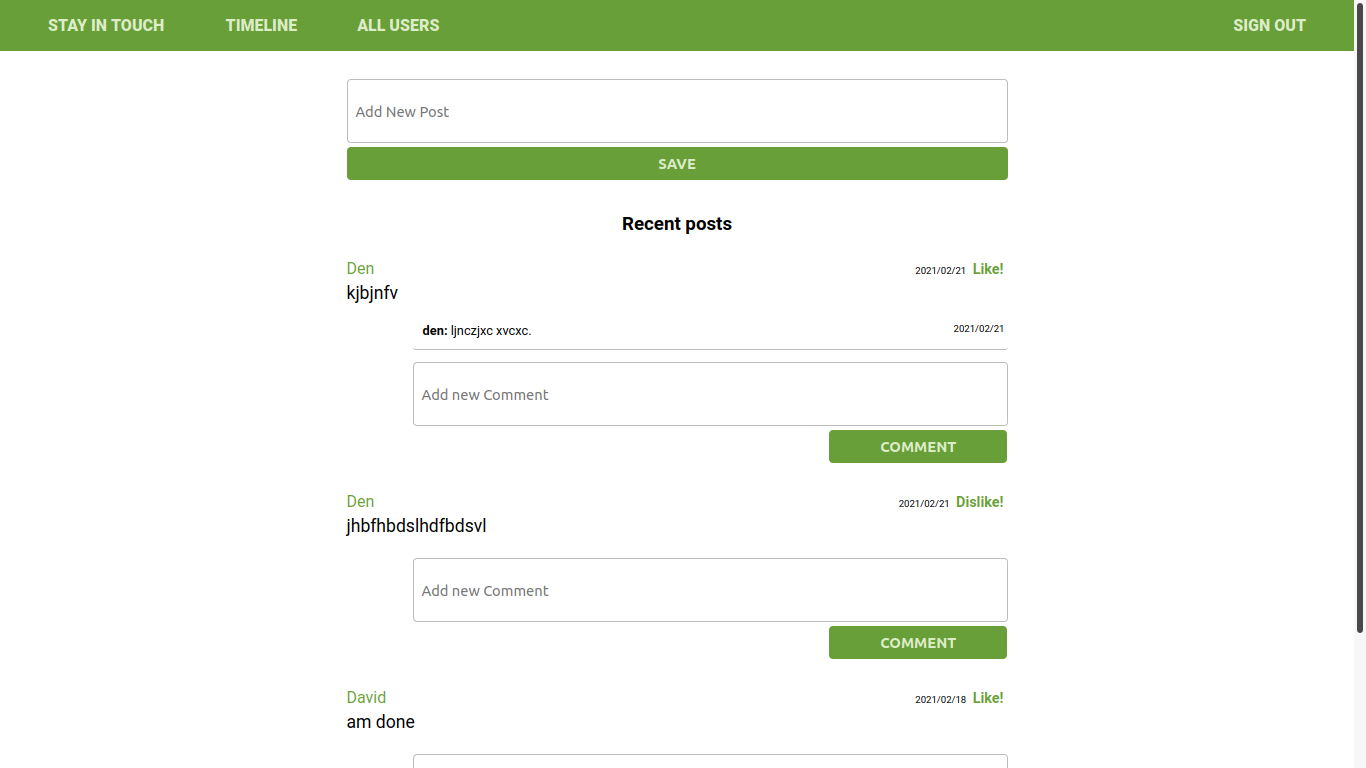 STAY IN TOUCH TIMELINE ALL USERS SIGN OUT
Add New Post
SAVE
Recent posts
Den 2021/02/21 Like!
kjbjnfv
den: ljnczjxc xvcxc. 2021/02/21
Add new Comment
COMMENT
Den 2021/02/21 Dislike!
jhbfhbdslhdfbdsvl
Add new Comment
COMMENT
David 2021/02/18 Like!
am done